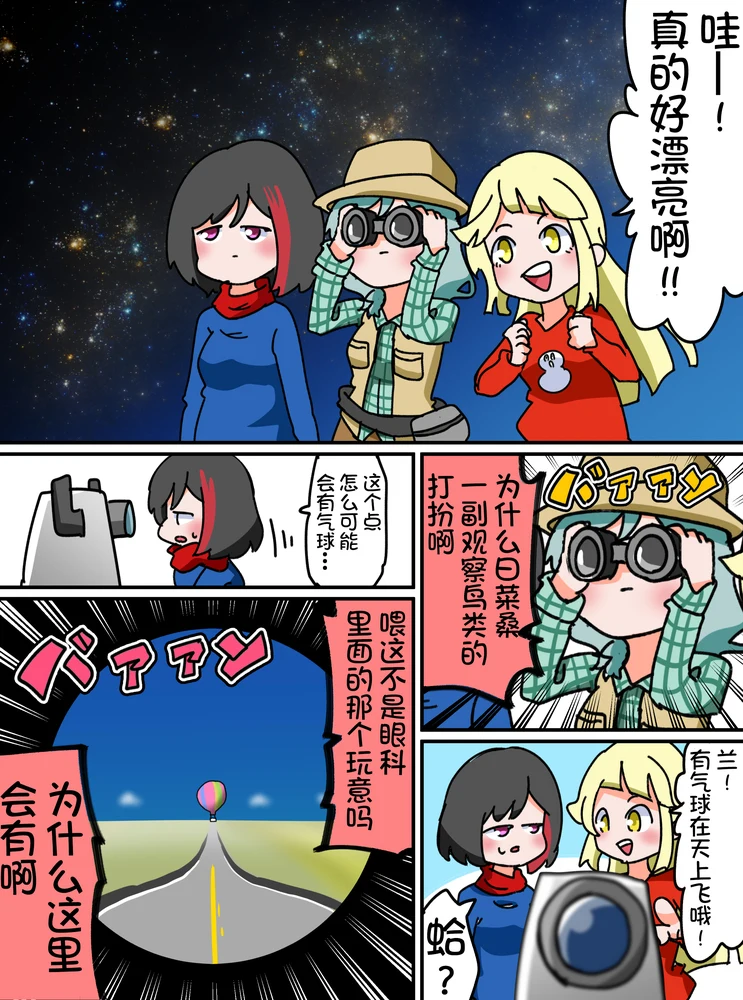 哇ー！
真的好漂亮啊！！
バァァァン
为什么日菜桑
一副观察鸟类的
打扮啊
兰！
有气球在天上飞哦！
蛤？
这个点
怎么可能
会有气球…
バァァァン
喂这不是眼科
里面的那个玩意吗
为什么这里
会有啊